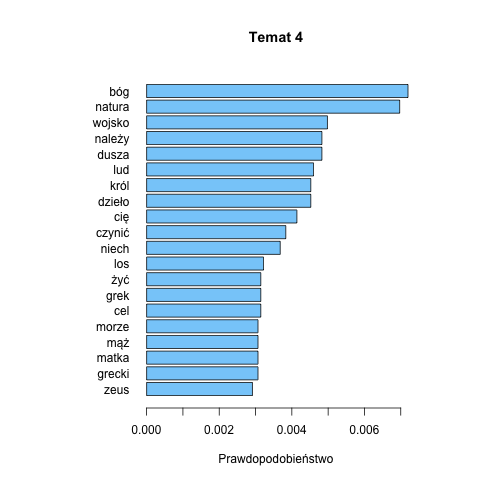 Temat 4
bóg
natura
wojsko
należy
dusza
lud
król
dzieło
cię
czynić
niech
los
żyć
grek
cel
morze
mąż
matka
grecki
zeus
0.000 0.002 0.004 0.006
Prawdopodobieństwo